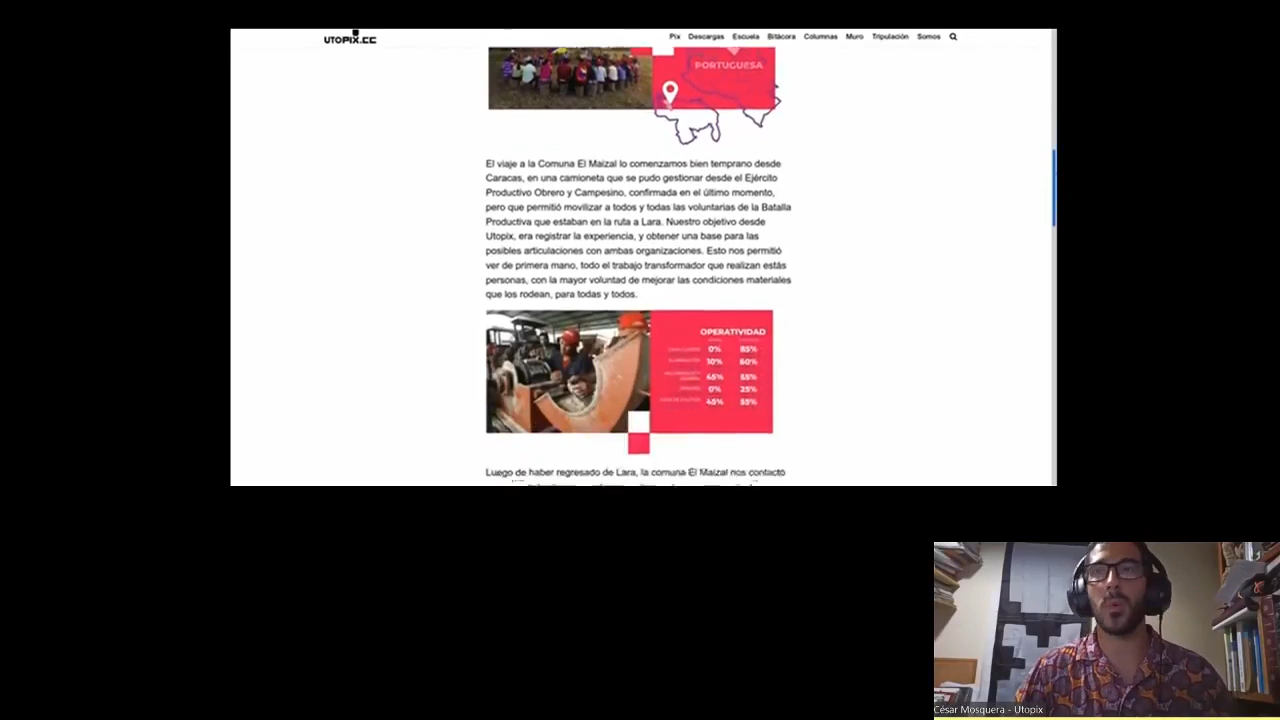 UTOPIX.CC
Pix Descargas Escuela Bitácora Columnas Muro Tripulación Somos
PORTUGUESA
El viaje a la Comuna El Maizal lo comenzamos bien temprano desde
Caracas, en una camioneta que se pudo gestionar desde el Ejército
Productivo Obrero y Campesino, confirmada en el último momento,
pero que permitió movilizar a todos y todas las voluntarias de la Batalla
Productiva que estaban en la ruta a Lara. Nuestro objetivo desde
Utopix, era registrar la experiencia, y obtener una base para las
posibles articulaciones con ambas organizaciones. Esto nos permitió
ver de primera mano, todo el trabajo transformador que realizan estás
personas, con la mayor voluntad de mejorar las condiciones materiales
que los rodean, para todas y todos.
OPERATIVIDAD
0% 85%
10% 60%
45% 55%
0% 25%
45% 55%
Luego de haber regresado de Lara, la comuna El Maizal nos contactó
César Mosquera - Utopix